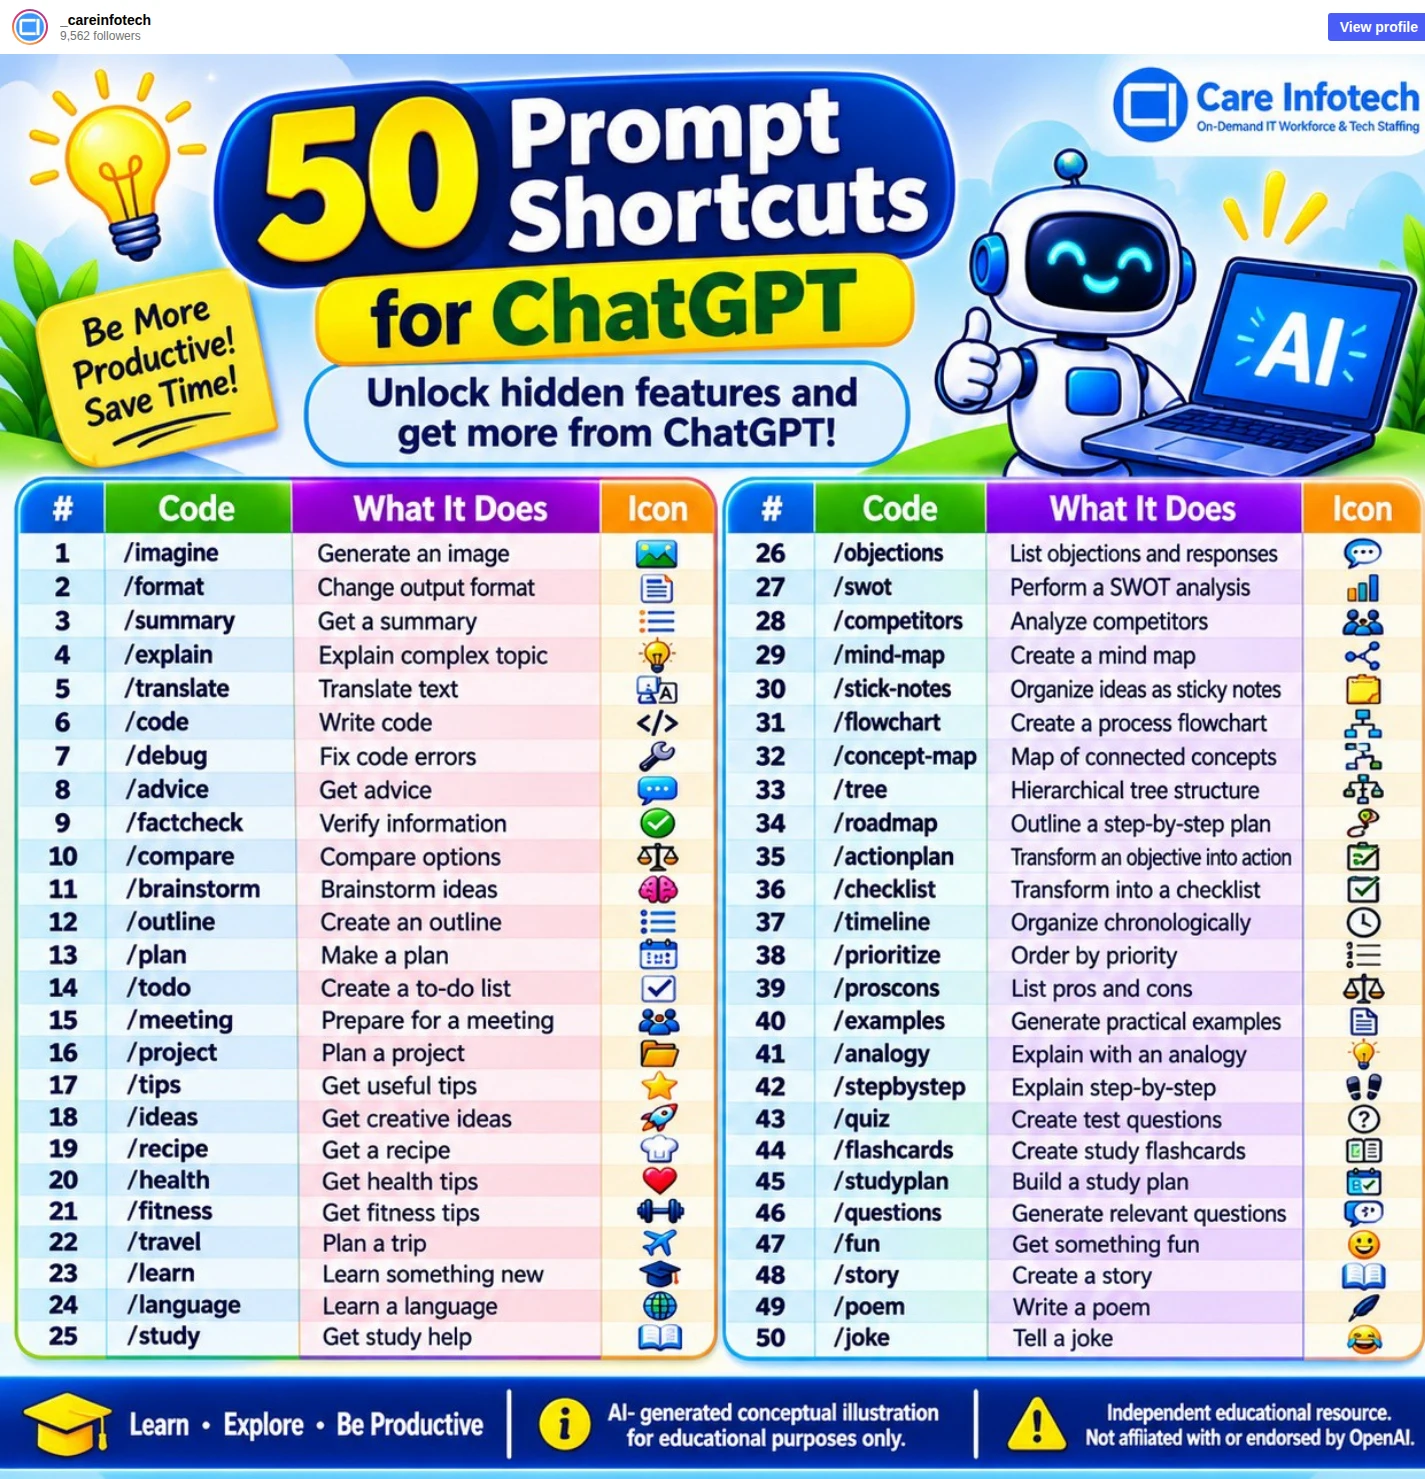 _careinfotech
9,562 followers
View profile
Care Infotech
On-Demand IT Workforce & Tech Staffing
50 Prompt
Shortcuts
for ChatGPT
Be More
Productive!
Save Time!
Unlock hidden features and
get more from ChatGPT!
AI
# Code What It Does Icon
1 /imagine Generate an image
2 /format Change output format
3 /summary Get a summary
4 /explain Explain complex topic
5 /translate Translate text
6 /code Write code
7 /debug Fix code errors
8 /advice Get advice
9 /factcheck Verify information
10 /compare Compare options
11 /brainstorm Brainstorm ideas
12 /outline Create an outline
13 /plan Make a plan
14 /todo Create a to-do list
15 /meeting Prepare for a meeting
16 /project Plan a project
17 /tips Get useful tips
18 /ideas Get creative ideas
19 /recipe Get a recipe
20 /health Get health tips
21 /fitness Get fitness tips
22 /travel Plan a trip
23 /learn Learn something new
24 /language Learn a language
25 /study Get study help
# Code What It Does Icon
26 /objections List objections and responses
27 /swot Perform a SWOT analysis
28 /competitors Analyze competitors
29 /mind-map Create a mind map
30 /stick-notes Organize ideas as sticky notes
31 /flowchart Create a process flowchart
32 /concept-map Map of connected concepts
33 /tree Hierarchical tree structure
34 /roadmap Outline a step-by-step plan
35 /actionplan Transform an objective into action
36 /checklist Transform into a checklist
37 /timeline Organize chronologically
38 /prioritize Order by priority
39 /proscons List pros and cons
40 /examples Generate practical examples
41 /analogy Explain with an analogy
42 /stepbystep Explain step-by-step
43 /quiz Create test questions
44 /flashcards Create study flashcards
45 /studyplan Build a study plan
46 /questions Generate relevant questions
47 /fun Get something fun
48 /story Create a story
49 /poem Write a poem
50 /joke Tell a joke
Learn • Explore • Be Productive
AI- generated conceptual illustration
for educational purposes only.
Independent educational resource.
Not affiliated with or endorsed by OpenAI.